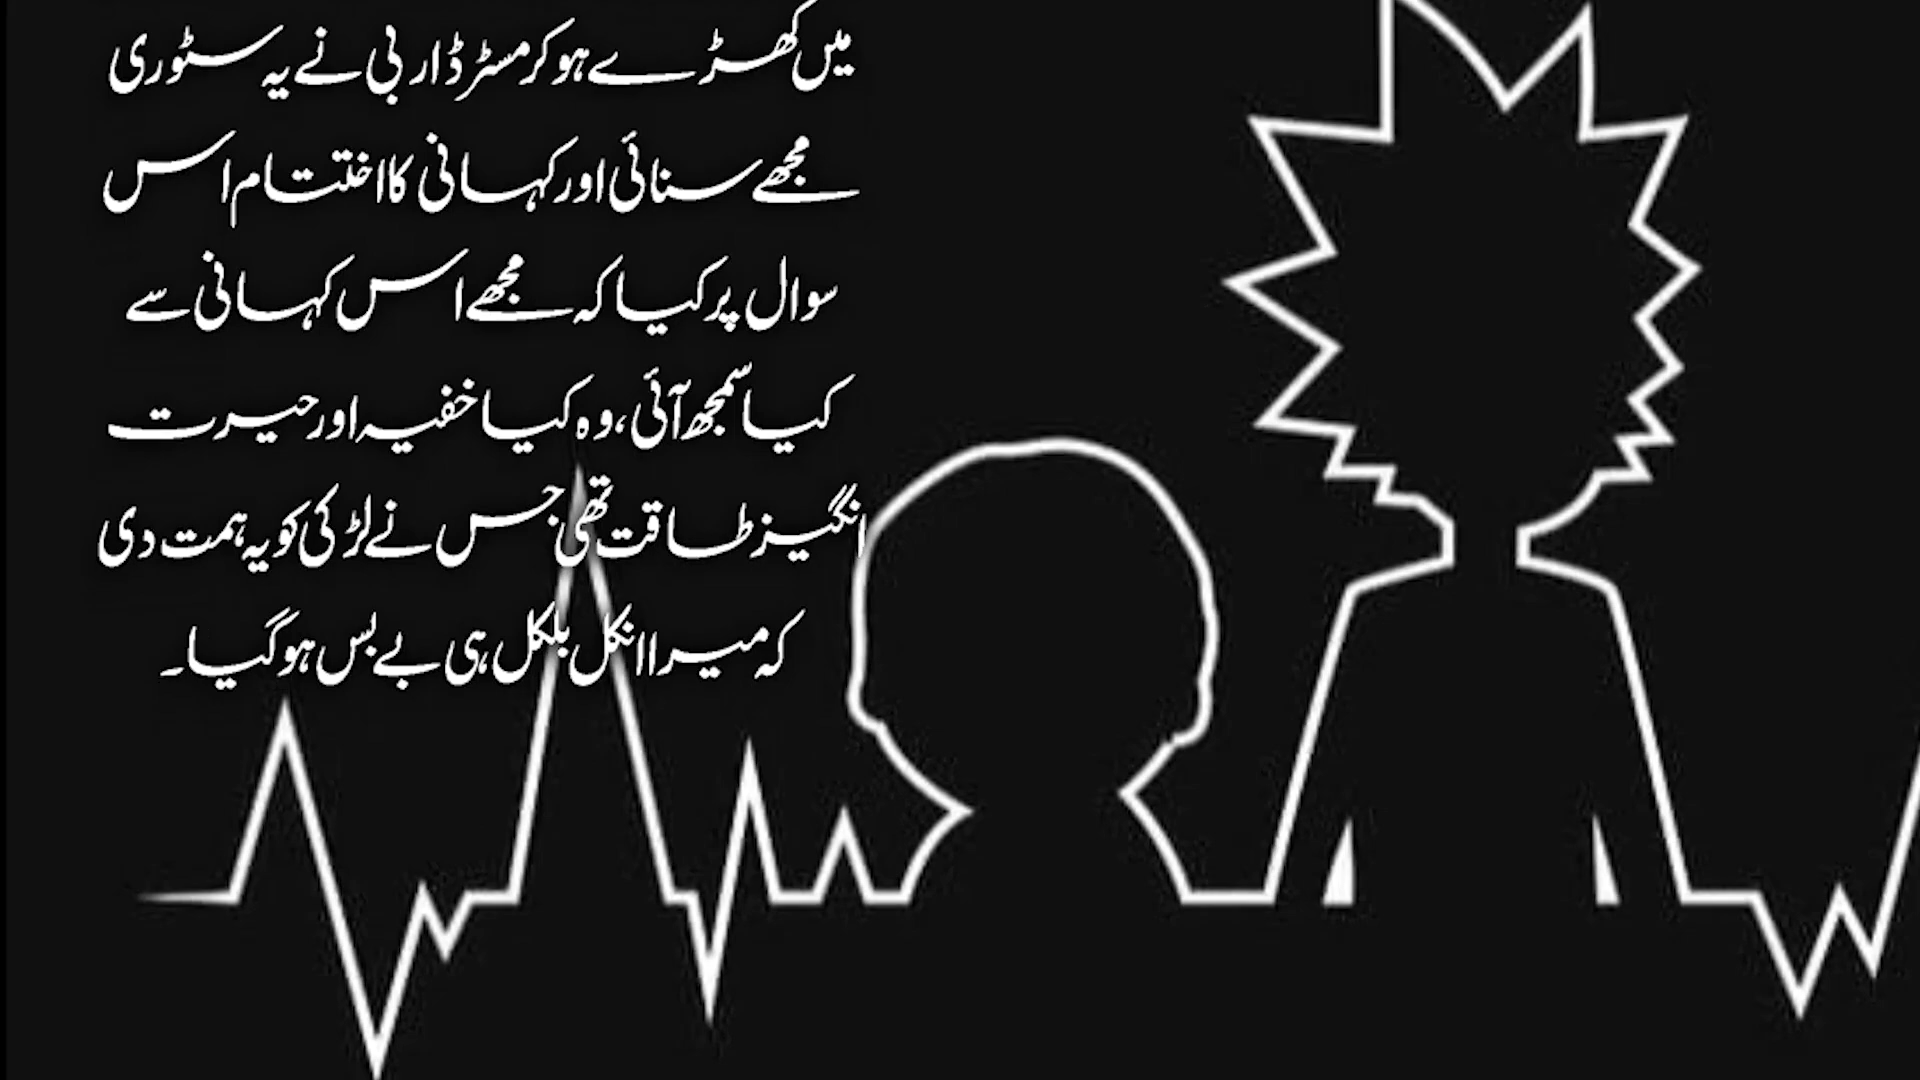 میں کھڑے ہو کر مسٹر ڈاربی نے یہ سٹوری
مجھے سنائی اور کہانی کا اختتام اس
سوال پر کیا کہ مجھے اس کہانی سے
کیا سمجھ آئی، وہ کیا خفیہ اور حیرت
انگیز طاقت تھی جس نے لڑکی کو یہ ہمت دی
کہ میرا انکل بلکل ہی بے بس ہو گیا۔